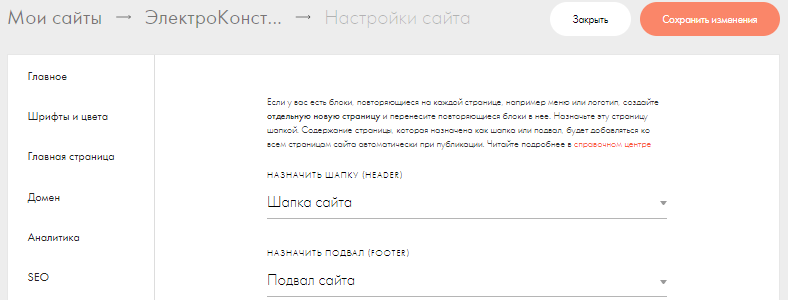 Мои сайты → ЭлектроКонст... → Настройки сайта
Закрыть
Сохранить изменения
Главное
Шрифты и цвета
Главная страница
Домен
Аналитика
SEO
Если у вас есть блоки, повторяющиеся на каждой странице, например меню или логотип, создайте
отдельную новую страницу и перенесите повторяющиеся блоки в нее. Назначьте эту страницу
шапкой. Содержание страницы, которая назначена как шапка или подвал, будет добавляться ко
всем страницам сайта автоматически при публикации. Читайте подробнее в справочном центре
НАЗНАЧИТЬ ШАПКУ (HEADER)
Шапка сайта
НАЗНАЧИТЬ ПОДВАЛ (FOOTER)
Подвал сайта